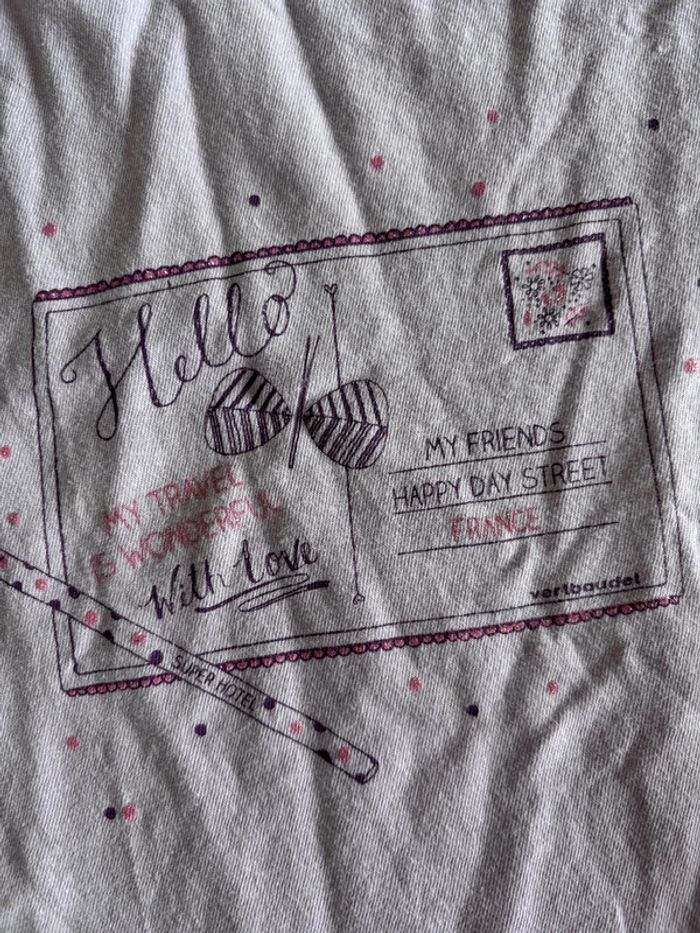 Hello
MY TRAVEL
IS WONDERFUL
With Love
MY FRIENDS
HAPPY DAY STREET
FRANCE
vertbaudet
SUPER HOTEL